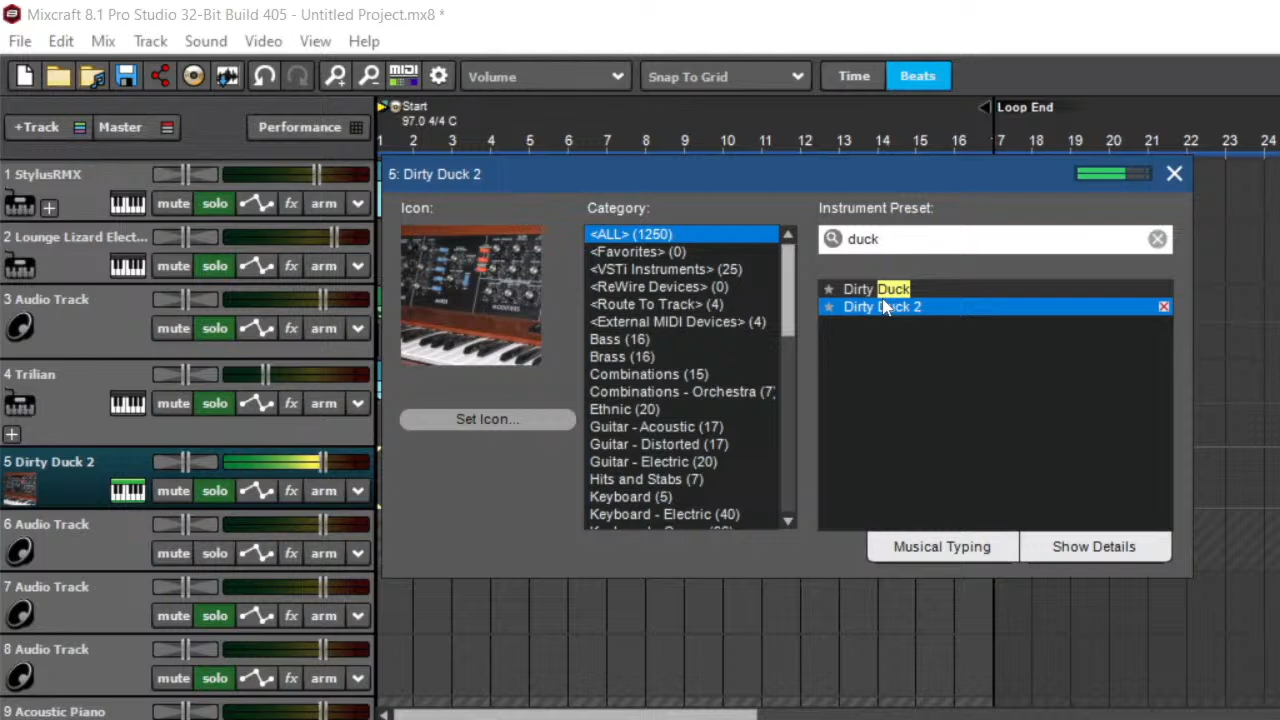 Mixcraft 8.1 Pro Studio 32-Bit Build 405 - Untitled Project.mx8 *
File Edit Mix Track Sound Video View Help
MIDI Volume Snap To Grid Time Beats
+Track Master Performance
Start
97.0 4/4 C
Loop End
1 2 3 4 5 6 7 8 9 10 11 12 13 14 15 16 17 18 19 20 21 22 23 24
1 StylusRMX
mute solo fx arm
2 Lounge Lizard Elect...
mute solo fx arm
3 Audio Track
mute solo fx arm
4 Trilian
mute solo fx arm
5 Dirty Duck 2
mute solo fx arm
6 Audio Track
mute solo fx arm
7 Audio Track
mute solo fx arm
8 Audio Track
mute solo fx arm
9 Acoustic Piano
5: Dirty Duck 2
Icon:
Set Icon...
Category:
<ALL> (1250)
<Favorites> (0)
<VSTi Instruments> (25)
<ReWire Devices> (0)
<Route To Track> (4)
<External MIDI Devices> (4)
Bass (16)
Brass (16)
Combinations (15)
Combinations - Orchestra (7
Ethnic (20)
Guitar - Acoustic (17)
Guitar - Distorted (17)
Guitar - Electric (20)
Hits and Stabs (7)
Keyboard (5)
Keyboard - Electric (40)
Instrument Preset:
duck
Dirty Duck
Dirty Duck 2
Musical Typing Show Details